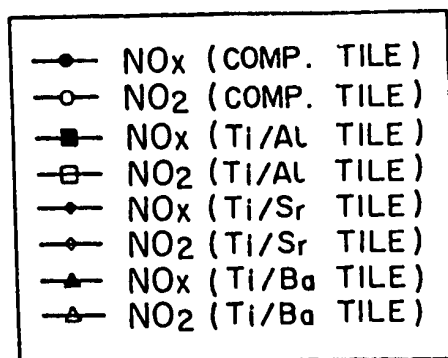 NOx (COMP. TILE)
NO2 (COMP. TILE)
NOx (Ti/Al TILE)
NO2 (Ti/Al TILE)
NOx (Ti/Sr TILE)
NO2 (Ti/Sr TILE)
NOx (Ti/Ba TILE)
NO2 (Ti/Ba TILE)